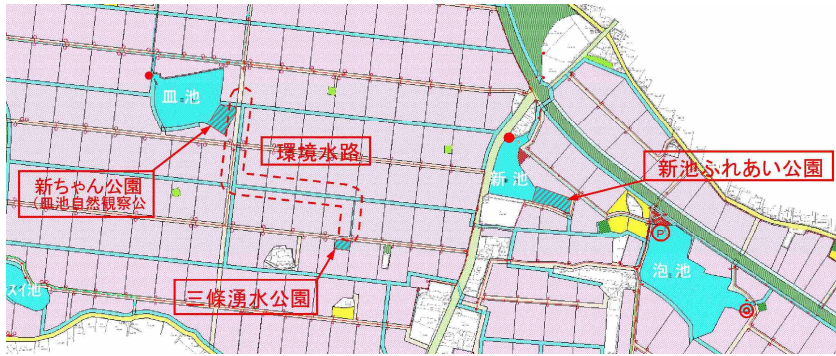 皿池
環境水路
新ちゃん公園
(皿池自然観察公
新池
新池ふれあい公園
P
泡池
三條湧水公園
スイ池